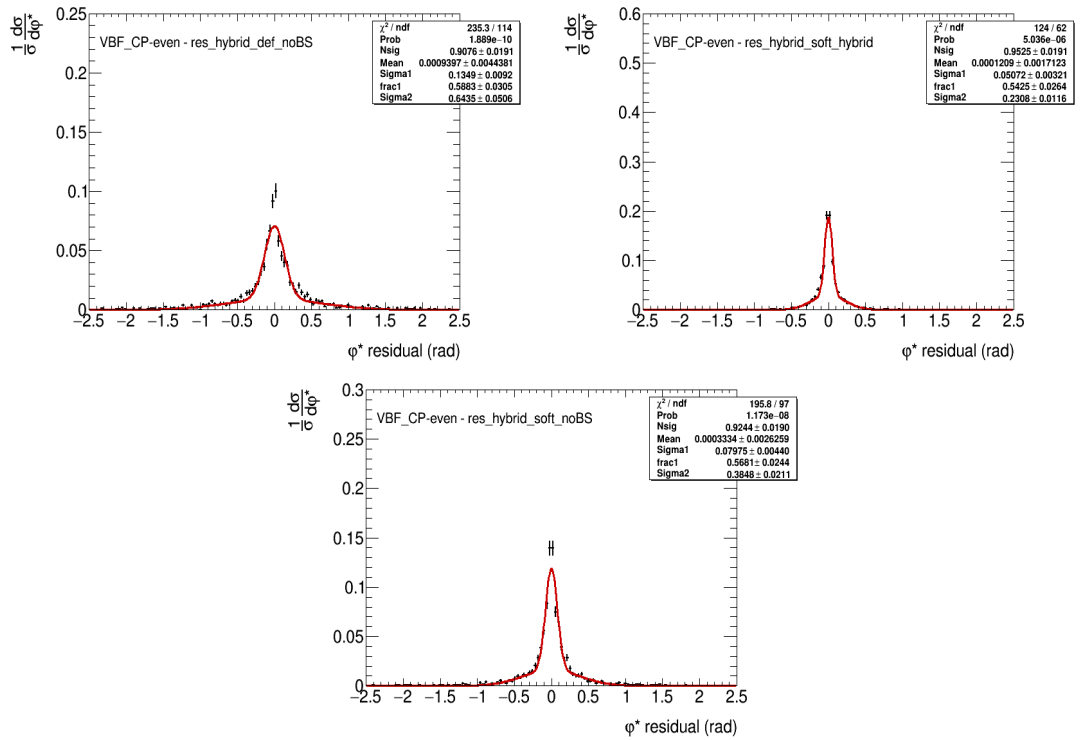 1/σ dσ/dφ*
VBF_CP-even - res_hybrid_def_noBS
χ² / ndf 235.3 / 114
Prob 1.889e-10
Nsig 0.9076 ± 0.0191
Mean 0.0009397 ± 0.0044381
Sigma1 0.1349 ± 0.0092
frac1 0.5883 ± 0.0305
Sigma2 0.6435 ± 0.0506
0.25
0.2
0.15
0.1
0.05
0
−2.5 −2 −1.5 −1 −0.5 0 0.5 1 1.5 2 2.5
φ* residual (rad)
1/σ dσ/dφ*
VBF_CP-even - res_hybrid_soft_hybrid
χ² / ndf 124 / 62
Prob 5.036e-06
Nsig 0.9525 ± 0.0191
Mean 0.0001209 ± 0.0017123
Sigma1 0.05072 ± 0.00321
frac1 0.5425 ± 0.0264
Sigma2 0.2308 ± 0.0116
0.6
0.5
0.4
0.3
0.2
0.1
0
−2.5 −2 −1.5 −1 −0.5 0 0.5 1 1.5 2 2.5
φ* residual (rad)
1/σ dσ/dφ*
VBF_CP-even - res_hybrid_soft_noBS
χ² / ndf 195.8 / 97
Prob 1.173e-08
Nsig 0.9244 ± 0.0190
Mean 0.0003334 ± 0.0026259
Sigma1 0.07975 ± 0.00440
frac1 0.5681 ± 0.0244
Sigma2 0.3848 ± 0.0211
0.3
0.25
0.2
0.15
0.1
0.05
0
−2.5 −2 −1.5 −1 −0.5 0 0.5 1 1.5 2 2.5
φ* residual (rad)